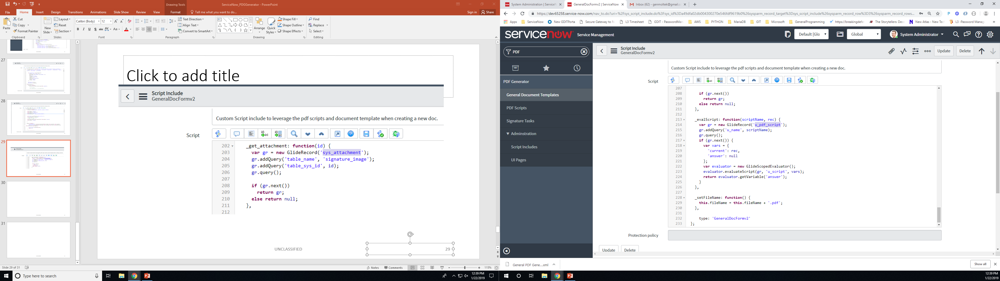 ServiceNow_PDGGenerator - PowerPoint
Drawing Tools
File Home Insert Design Transitions Animations Slide Show Review View Format Tell me what you want to do... Sign in Share
Paste Cut Copy Format Painter Clipboard
New Slide Layout Reset Section Slides
Calibri (Body) 12 Font
Text Direction Align Text Convert to SmartArt Paragraph
Arrange Quick Styles Shape Fill Shape Outline Shape Effects Drawing
Find Replace Select Editing
27
28
29
30
31
Click to add title
Script Include
GeneralDocFormv2
Custom Script include to leverage the pdf scripts and document template when creating a new doc.
Script
202 _get_attachment: function(id) {
203 var gr = new GlideRecord('sys_attachment');
204 gr.addQuery('table_name', 'signature_image');
205 gr.addQuery('table_sys_id', id);
206 gr.query();
207
208 if (gr.next())
209 return gr;
210 else return null;
211 },
212
UNCLASSIFIED
29
Slide 29 of 31
Notes Comments 115%
Type here to search
12:39 PM
1/22/2019
System Administration | ServiceN
GeneralDocFormv2 | ServiceNow
Inbox (62) - genmoltek@gmail.c
https://dev65258.service-now.com/nav_to.do?uri=%2Fsys_script_include.do%3Fsys_id%3Da49dfa02db004300270e546fdf9619b0%26sysparm_record_target%3Dsys_script_include%26sysparm_record_row%3D3%26sysparm_record_rows...
Apps ServiceNow New GDITPorta Secure Gateway to N L3 Timesheet GDIT - PasswordMan AWS PYTHON MariaDB GIT Microsoft GeneralProgramming https://breakingdefe The Storytellers: Dece New Atlas - New Tec L3 -Password Manag
servicenow Service Management
Default [Glo
Global
System Administrator
PDF
PDF Generator
General Document Templates
PDF Scripts
Signature Tasks
Adminstration
Script Includes
UI Pages
Script Include
GeneralDocFormv2
Update Delete
Custom Script include to leverage the pdf scripts and document template when creating a new doc.
Script
207
208 if (gr.next())
209 return gr;
210 else return null;
211 },
212
213 _evalScript: function(scriptName, rec) {
214 var gr = new GlideRecord('u_pdf_script');
215 gr.addQuery('u_name', scriptName);
216 gr.query();
217 if (gr.next()) {
218 var vars = {
219 'current': rec,
220 'answer': null
221 };
222 var evaluator = new GlideScopedEvaluator();
223 evaluator.evaluateScript(gr, 'u_script', vars);
224 return evaluator.getVariable('answer');
225 }
226 },
227
228 _setFileName: function() {
229 this.fileName = this.fileName + '.pdf';
230 },
231
232 type: 'GeneralDocFormv2'
233 };
Protection policy
Update Delete
General PDF Gene....xml
Show all
12:39 PM
1/22/2019